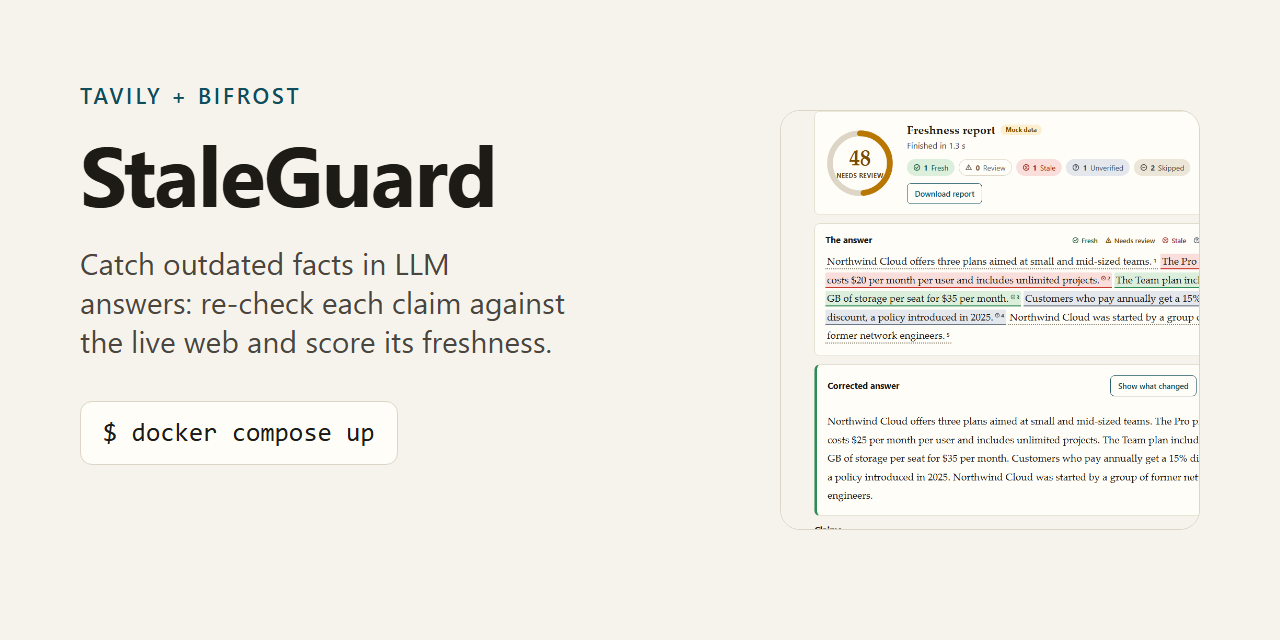 TAVILY + BIFROST
StaleGuard
Catch outdated facts in LLM
answers: re-check each claim against
the live web and score its freshness.
$ docker compose up
48
NEEDS REVIEW
Freshness report Mock data
Finished in 1.3 s
1 Fresh 0 Review 1 Stale 1 Unverified 2 Skipped
Download report
The answer Fresh Needs review Stale
Northwind Cloud offers three plans aimed at small and mid-sized teams. 1 The Pro
costs $20 per month per user and includes unlimited projects. 2 The Team plan incl
GB of storage per seat for $35 per month. 3 Customers who pay annually get a 15%
discount, a policy introduced in 2025. 4 Northwind Cloud was started by a group o
former network engineers. 5
Corrected answer Show what changed
Northwind Cloud offers three plans aimed at small and mid-sized teams. The Pro p
costs $25 per month per user and includes unlimited projects. The Team plan includ
GB of storage per seat for $35 per month. Customers who pay annually get a 15% di
a policy introduced in 2025. Northwind Cloud was started by a group of former net
engineers.